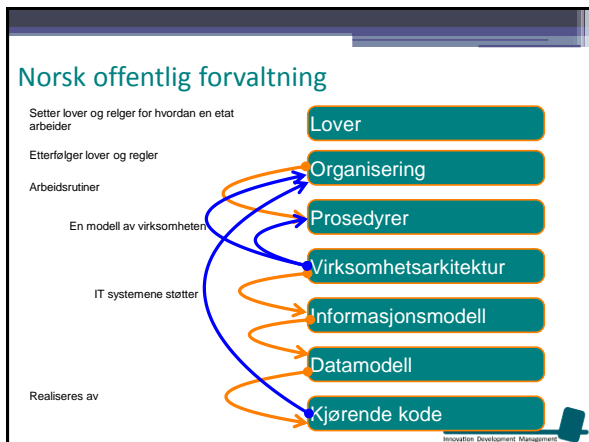 Norsk offentlig forvaltning
Setter lover og relger for hvordan en etat
arbeider
Lover
Etterfølger lover og regler
Organisering
Arbeidsrutiner
Prosedyrer
En modell av virksomheten
Virksomhetsarkitektur
IT systemene støtter
Informasjonsmodell
Datamodell
Realiseres av
Kjørende kode
Innovation Development Management